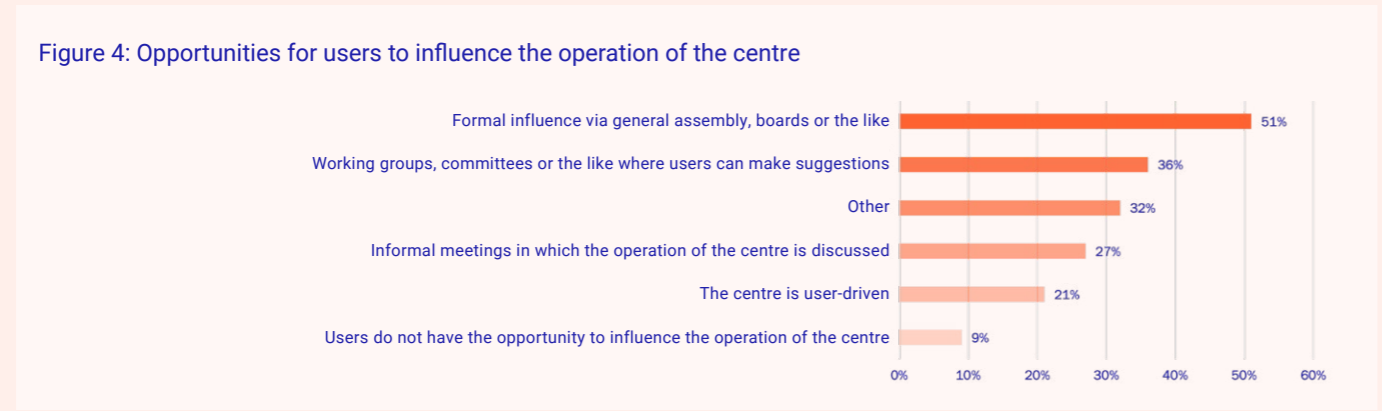 Figure 4: Opportunities for users to influence the operation of the centre
Formal influence via general assembly, boards or the like 51%
Working groups, committees or the like where users can make suggestions 36%
Other 32%
Informal meetings in which the operation of the centre is discussed 27%
The centre is user-driven 21%
Users do not have the opportunity to influence the operation of the centre 9%
0% 10% 20% 30% 40% 50% 60%